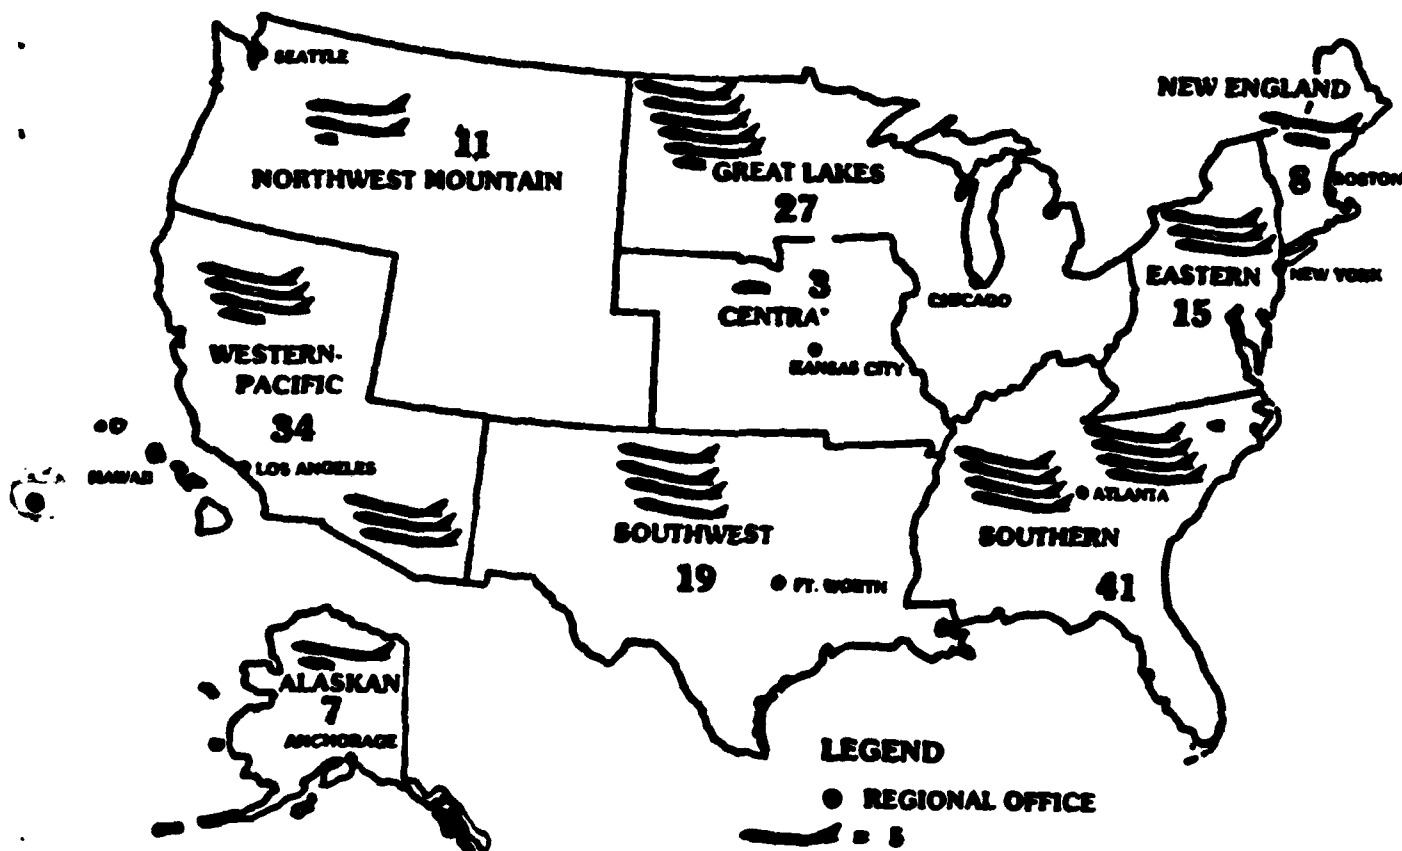 SEATTLE
11
NORTHWEST MOUNTAIN
GREAT LAKES
27
NEW ENGLAND
8
BOSTON
EASTERN
15
NEW YORK
CHICAGO
3
CENTRA
KANSAS CITY
WESTERN-
PACIFIC
34
LOS ANGELES
HAWAII
SOUTHWEST
19
FT. WORTH
ATLANTA
SOUTHERN
41
ALASKAN
7
ANCHORAGE
LEGEND
REGIONAL OFFICE
= 5